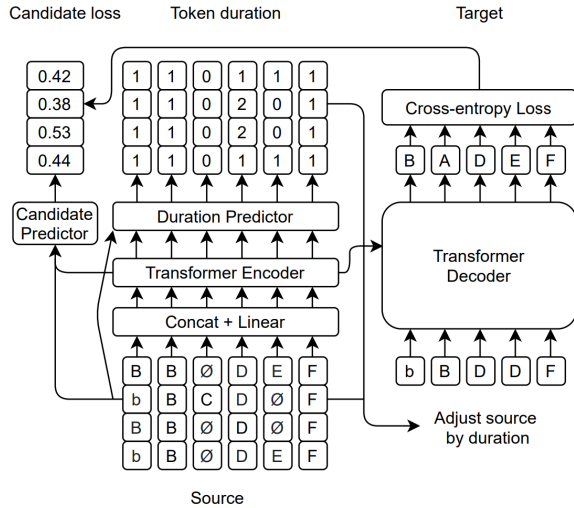 Candidate loss
Token duration
Target
0.42
0.38
0.53
0.44
1 1 0 1 1 1
1 1 0 2 0 1
1 1 0 2 0 1
1 1 0 1 1 1
Cross-entropy Loss
B A D E F
Candidate
Predictor
Duration Predictor
Transformer Encoder
Concat + Linear
Transformer
Decoder
B B Ø D E F
b B C D Ø F
B B Ø D Ø F
b B Ø D E F
b B D D F
Adjust source
by duration
Source